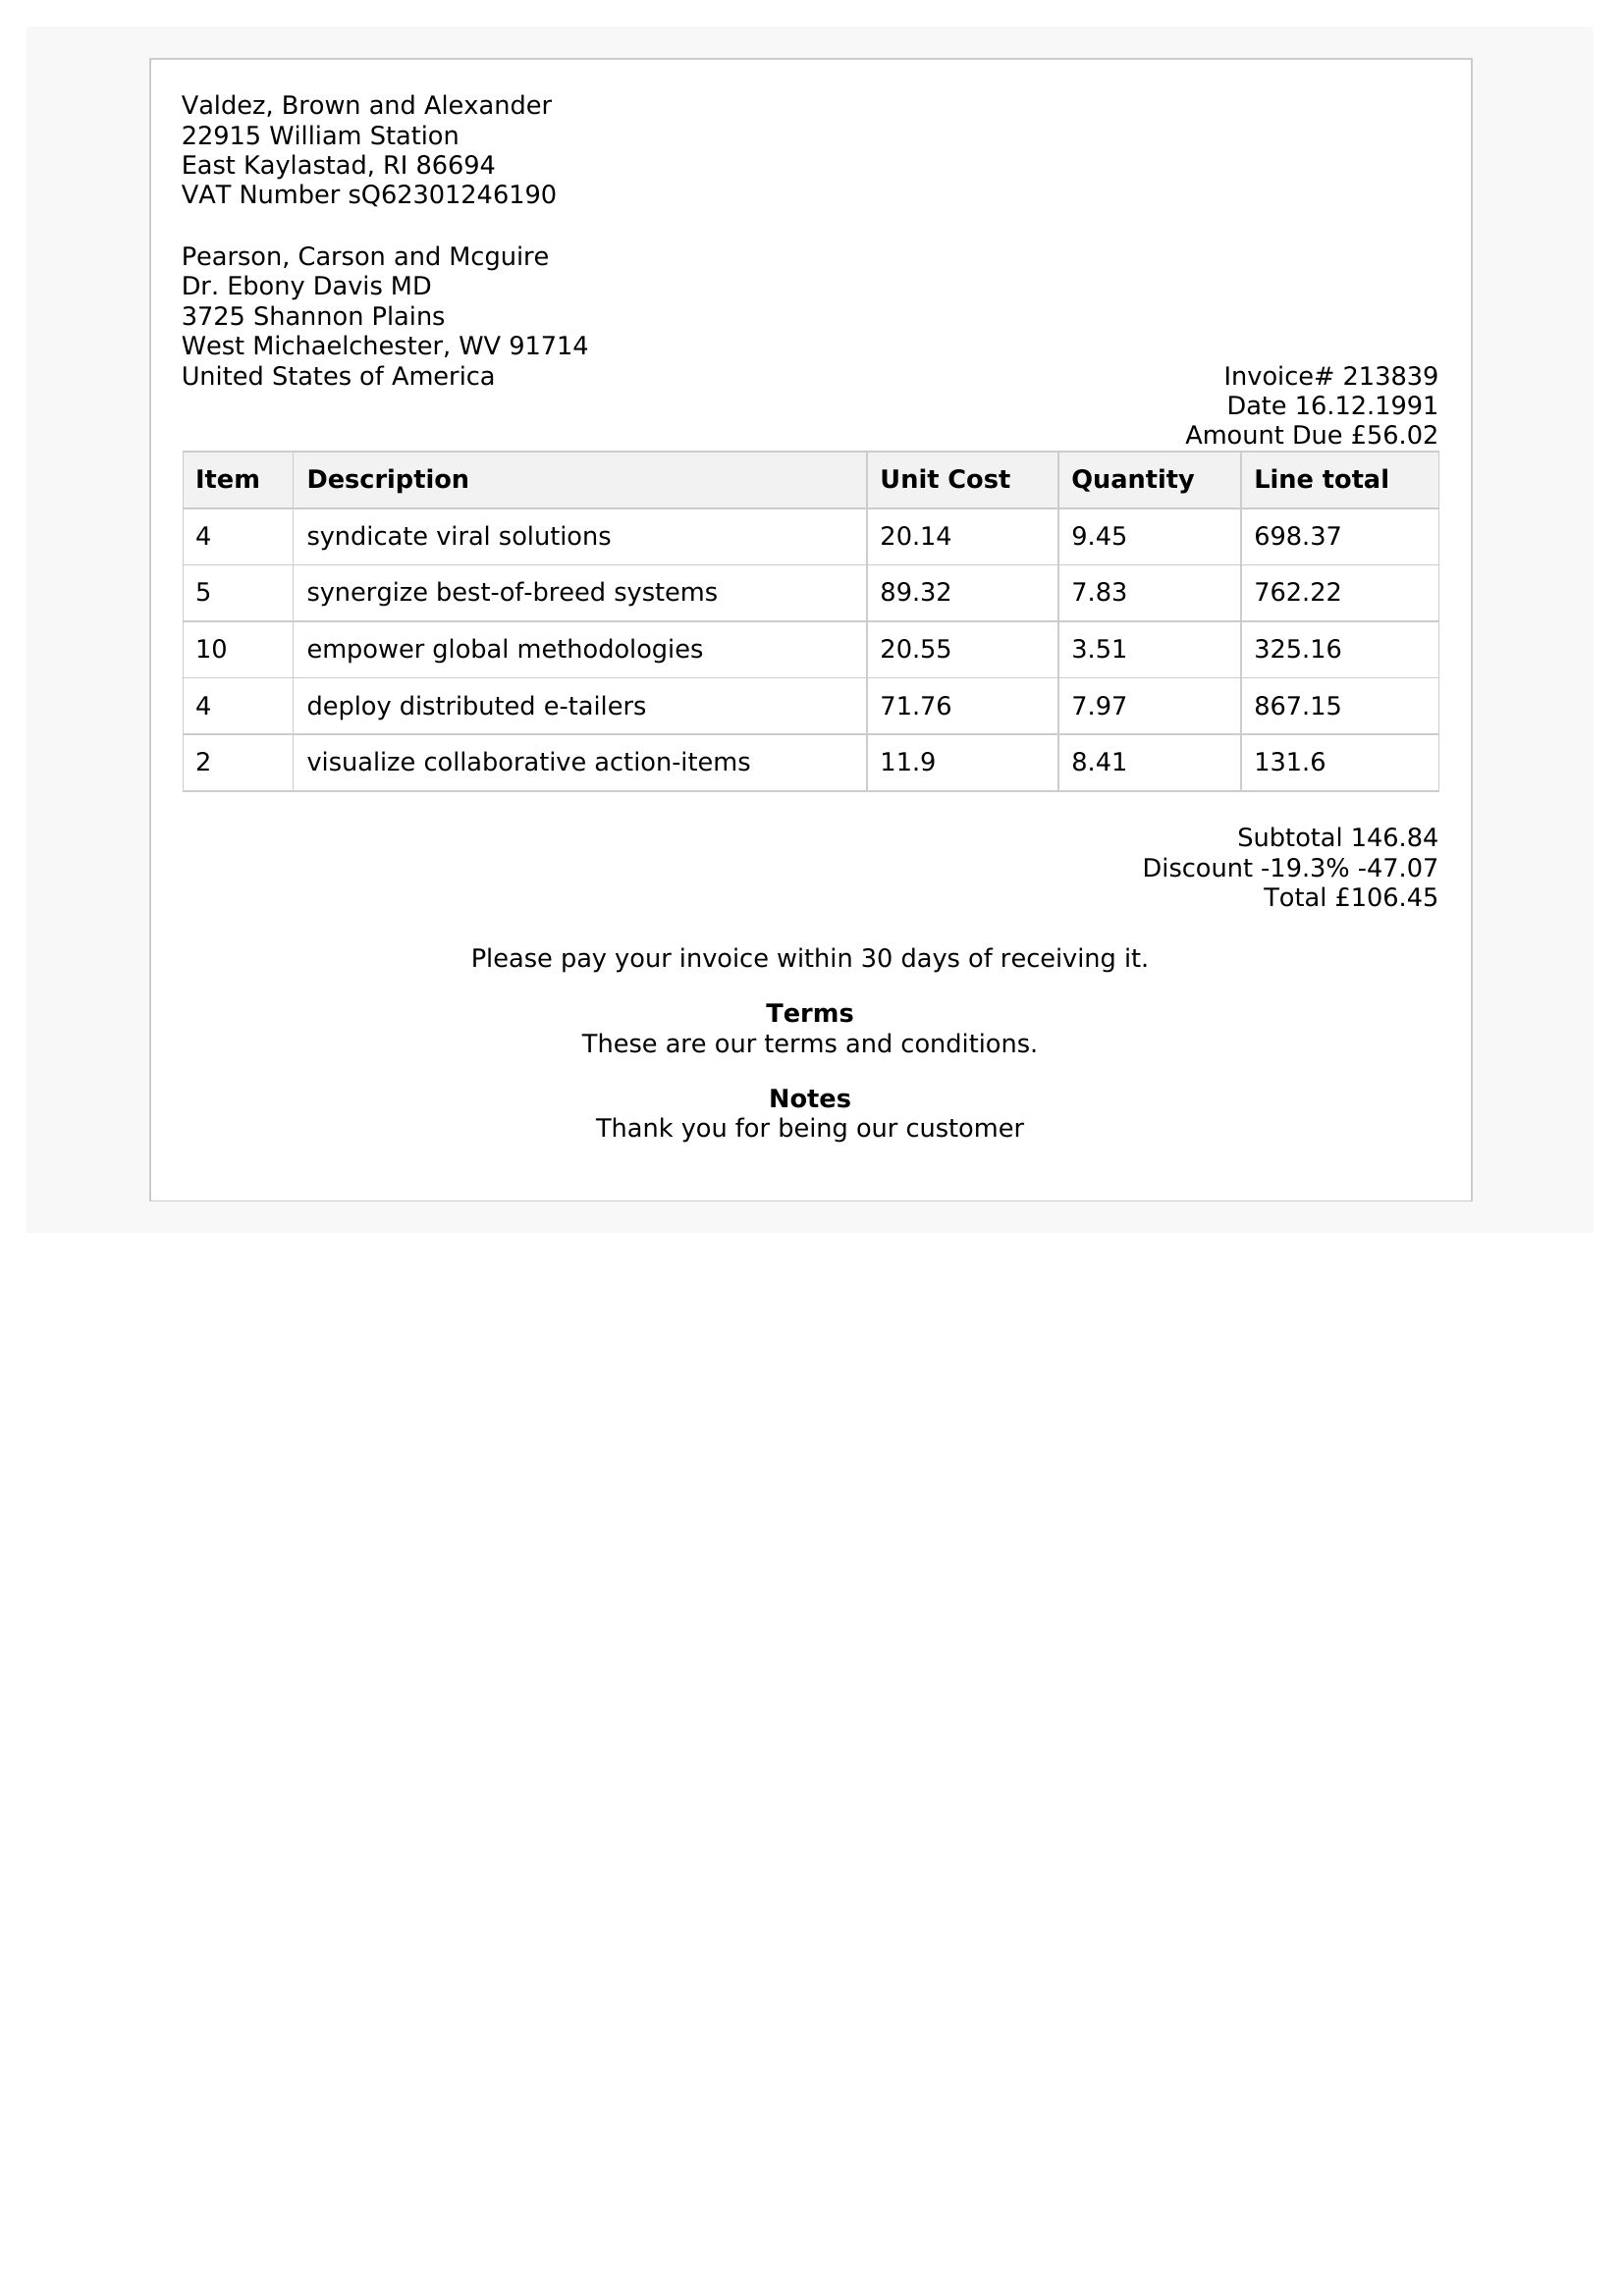 Valdez, Brown and Alexander
22915 William Station
East Kaylastad, RI 86694
VAT Number sQ62301246190
Pearson, Carson and Mcguire
Dr. Ebony Davis MD
3725 Shannon Plains
West Michaelchester, WV 91714
United States of America
Invoice# 213839
Date 16.12.1991
Amount Due £56.02
Item Description Unit Cost Quantity Line total
4 syndicate viral solutions 20.14 9.45 698.37
5 synergize best-of-breed systems 89.32 7.83 762.22
10 empower global methodologies 20.55 3.51 325.16
4 deploy distributed e-tailers 71.76 7.97 867.15
2 visualize collaborative action-items 11.9 8.41 131.6
Subtotal 146.84
Discount -19.3% -47.07
Total £106.45
Please pay your invoice within 30 days of receiving it.
Terms
These are our terms and conditions.
Notes
Thank you for being our customer